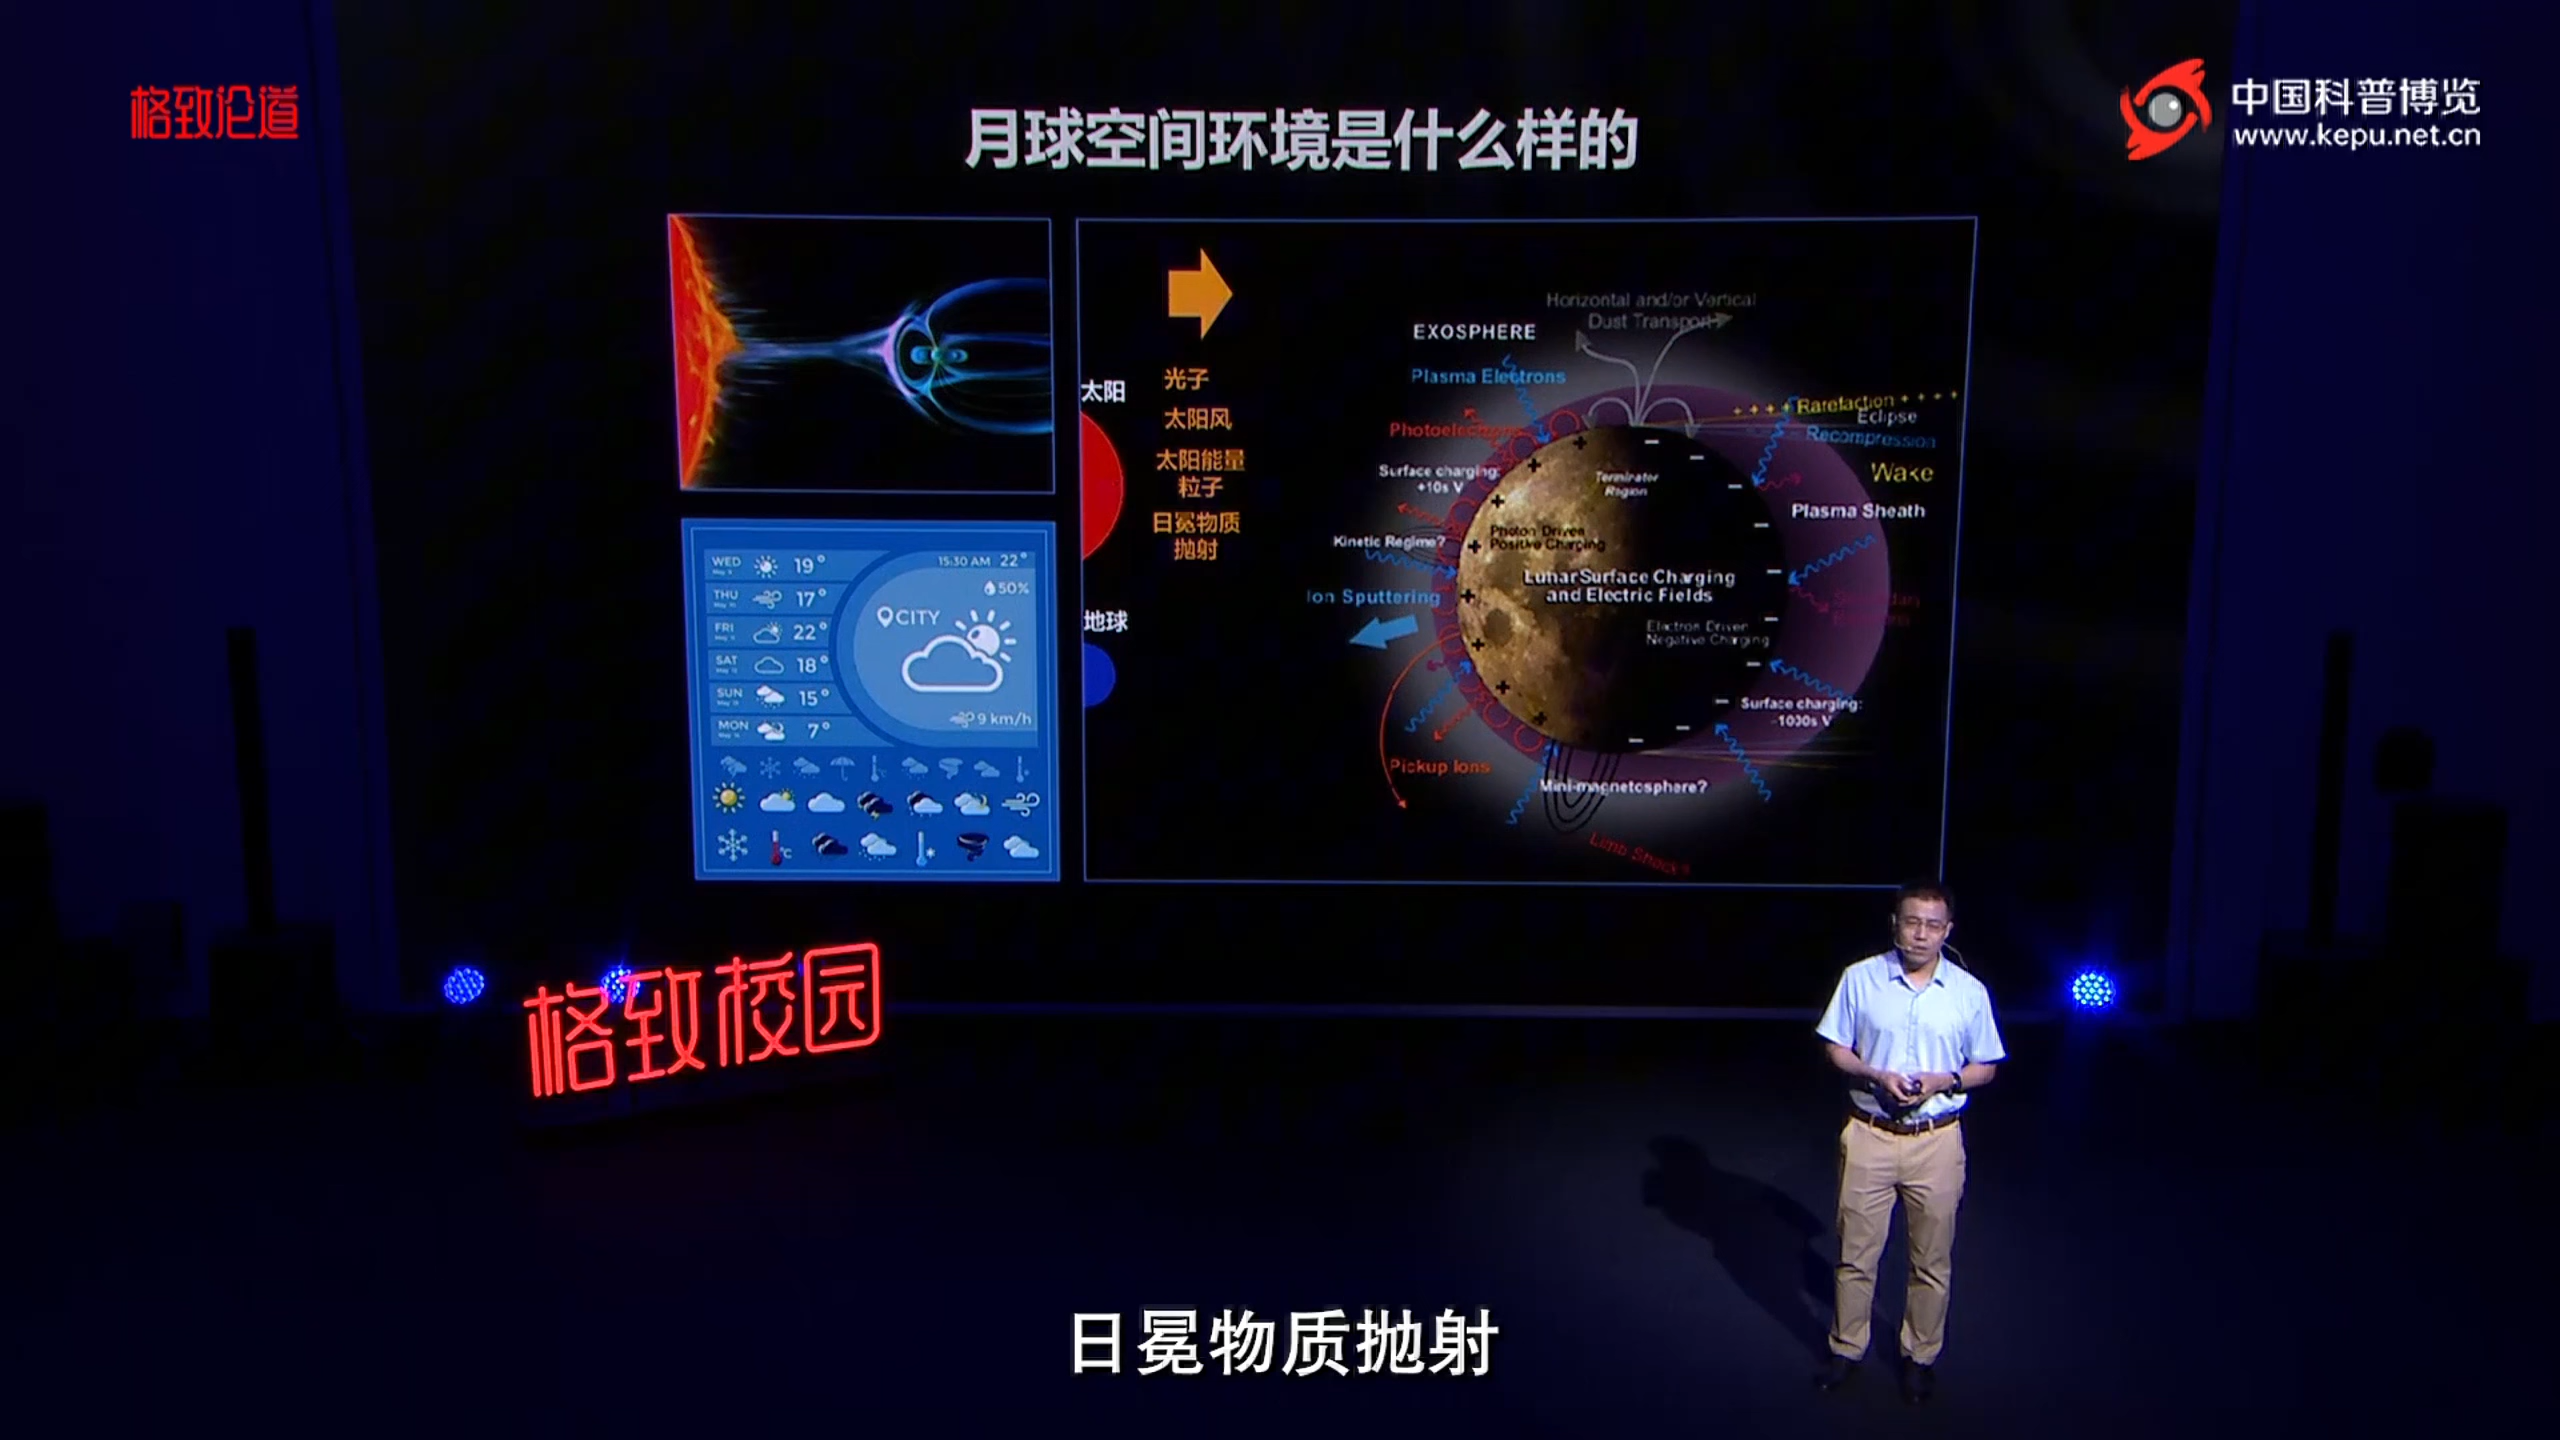 格致论道
中国科普博览
www.kepu.net.cn
月球空间环境是什么样的
太阳
光子
太阳风
太阳能量
粒子
日冕物质
抛射
地球
Horizontal and/or Vertical
Dust Transport
EXOSPHERE
Plasma Electrons
Photoelectrons
Surface charging:
+10s V
Kinetic Regime?
Ion Sputtering
Pickup Ions
Terminator
Region
Photon Driven
Positive Charging
Lunar Surface Charging
and Electric Fields
Electron Driven
Negative Charging
+ + + + Rarefaction + + + +
Eclipse
Recompression
Wake
Plasma Sheath
Surface charging:
-1000s V
Mini-magnetosphere?
WED 19°
THU 17°
FRI 22°
SAT 18°
SUN 15°
MON 7°
15:30 AM 22°
50%
CITY
9 km/h
格致校园
日冕物质抛射